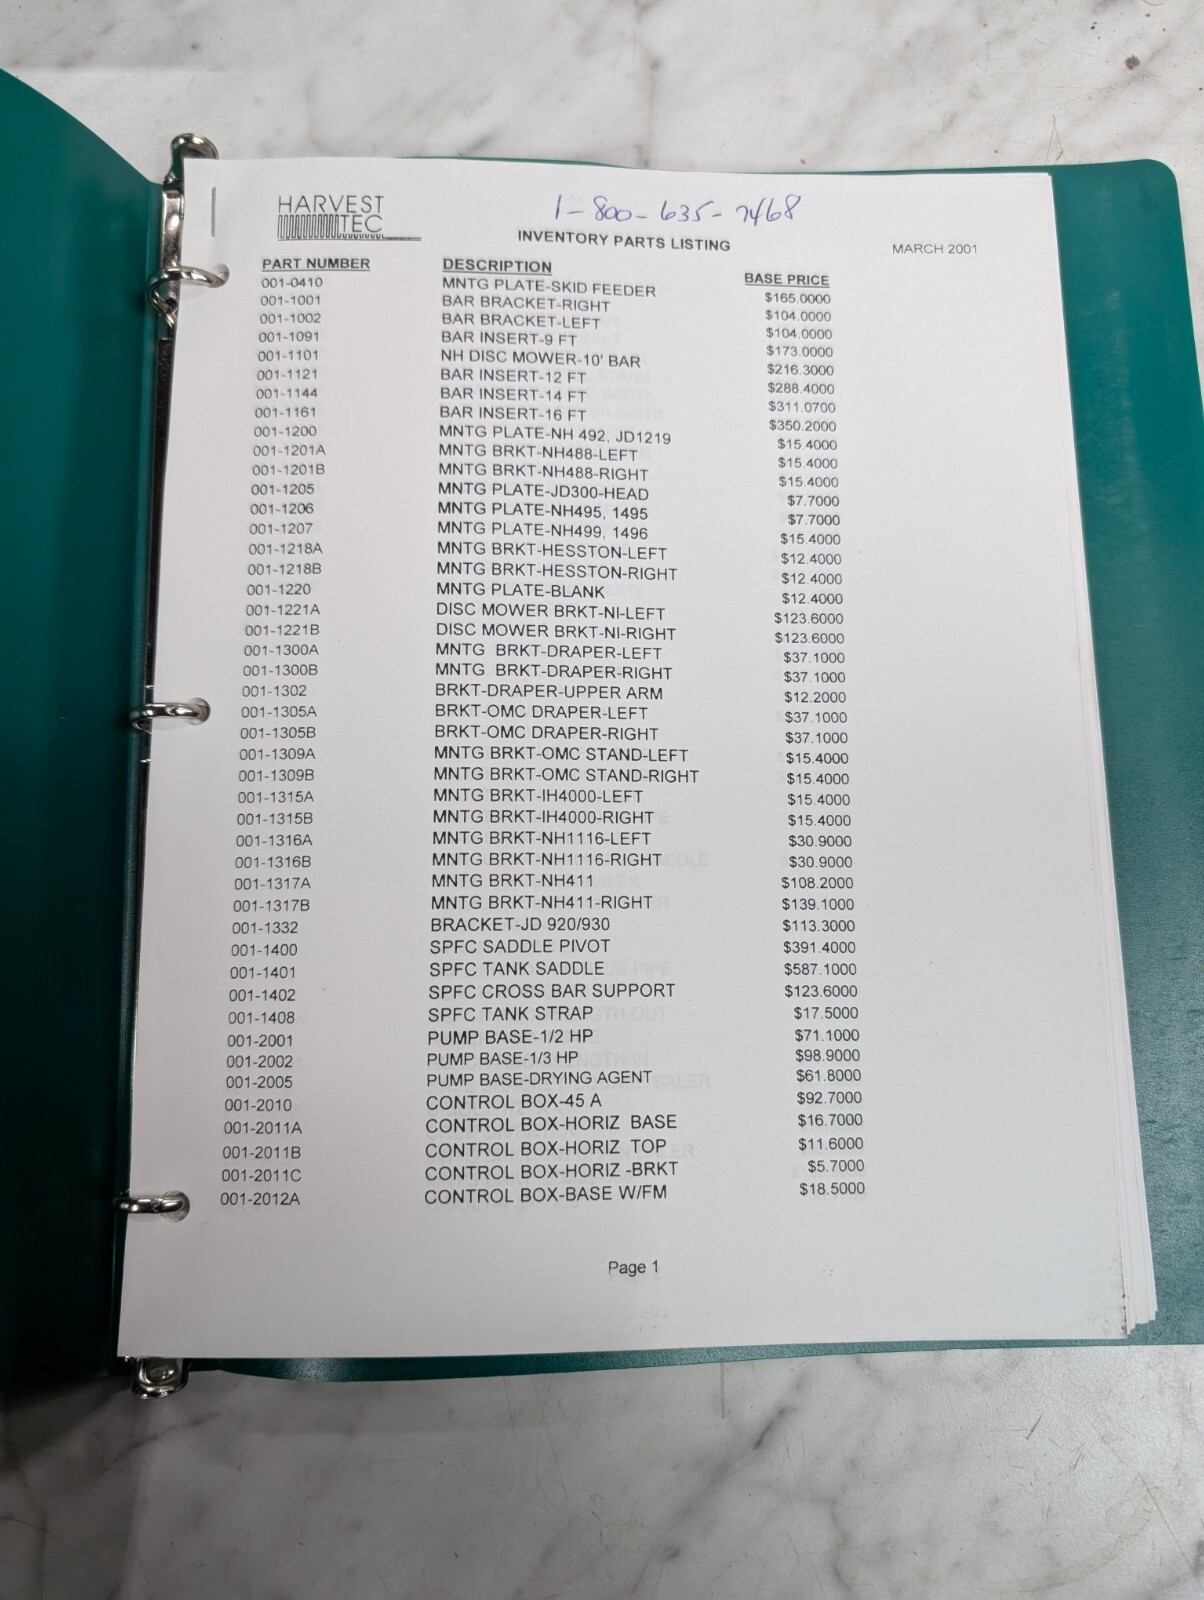 HARVEST TEC
1-800-635-7468
INVENTORY PARTS LISTING
MARCH 2001
PART NUMBER DESCRIPTION BASE PRICE
001-0410 MNTG PLATE-SKID FEEDER $165.0000
001-1001 BAR BRACKET-RIGHT $104.0000
001-1002 BAR BRACKET-LEFT $104.0000
001-1091 BAR INSERT-9 FT $173.0000
001-1101 NH DISC MOWER-10' BAR $216.3000
001-1121 BAR INSERT-12 FT $288.4000
001-1144 BAR INSERT-14 FT $311.0700
001-1161 BAR INSERT-16 FT $350.2000
001-1200 MNTG PLATE-NH 492, JD1219 $15.4000
001-1201A MNTG BRKT-NH488-LEFT $15.4000
001-1201B MNTG BRKT-NH488-RIGHT $15.4000
001-1205 MNTG PLATE-JD300-HEAD $7.7000
001-1206 MNTG PLATE-NH495, 1495 $7.7000
001-1207 MNTG PLATE-NH499, 1496 $15.4000
001-1218A MNTG BRKT-HESSTON-LEFT $12.4000
001-1218B MNTG BRKT-HESSTON-RIGHT $12.4000
001-1220 MNTG PLATE-BLANK $12.4000
001-1221A DISC MOWER BRKT-NI-LEFT $123.6000
001-1221B DISC MOWER BRKT-NI-RIGHT $123.6000
001-1300A MNTG BRKT-DRAPER-LEFT $37.1000
001-1300B MNTG BRKT-DRAPER-RIGHT $37.1000
001-1302 BRKT-DRAPER-UPPER ARM $12.2000
001-1305A BRKT-OMC DRAPER-LEFT $37.1000
001-1305B BRKT-OMC DRAPER-RIGHT $37.1000
001-1309A MNTG BRKT-OMC STAND-LEFT $15.4000
001-1309B MNTG BRKT-OMC STAND-RIGHT $15.4000
001-1315A MNTG BRKT-IH4000-LEFT $15.4000
001-1315B MNTG BRKT-IH4000-RIGHT $15.4000
001-1316A MNTG BRKT-NH1116-LEFT $30.9000
001-1316B MNTG BRKT-NH1116-RIGHT $30.9000
001-1317A MNTG BRKT-NH411 $108.2000
001-1317B MNTG BRKT-NH411-RIGHT $139.1000
001-1332 BRACKET-JD 920/930 $113.3000
001-1400 SPFC SADDLE PIVOT $391.4000
001-1401 SPFC TANK SADDLE $587.1000
001-1402 SPFC CROSS BAR SUPPORT $123.6000
001-1408 SPFC TANK STRAP $17.5000
001-2001 PUMP BASE-1/2 HP $71.1000
001-2002 PUMP BASE-1/3 HP $98.9000
001-2005 PUMP BASE-DRYING AGENT $61.8000
001-2010 CONTROL BOX-45 A $92.7000
001-2011A CONTROL BOX-HORIZ BASE $16.7000
001-2011B CONTROL BOX-HORIZ TOP $11.6000
001-2011C CONTROL BOX-HORIZ -BRKT $5.7000
001-2012A CONTROL BOX-BASE W/FM $18.5000
Page 1